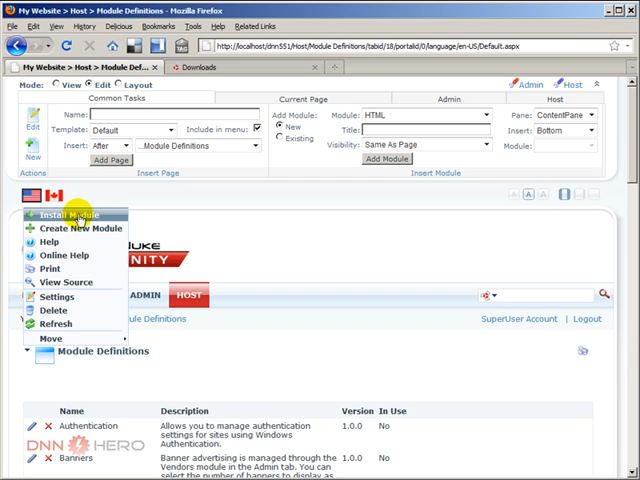 My Website > Host > Module Definitions - Mozilla Firefox
File Edit View History Delicious Bookmarks Tools Help Related Links
http://localhost/dnn551/Host/Module Definitions/tabid/18/portalid/0/language/en-US/Default.aspx
My Website > Host > Module Def...
Downloads
Mode: View Edit Layout
Admin Host
Common Tasks Current Page Admin Host
Edit
New
Actions
Name:
Template: Default Include in menu:
Insert: After ...Module Definitions
Add Page
Insert Page
Add Module: New Existing
Module: HTML
Title:
Visibility: Same As Page
Add Module
Pane: ContentPane
Insert: Bottom
Module:
Insert Module
A A A
Install Module
Create New Module
Help
Online Help
Print
View Source
Settings
Delete
Refresh
Move
UKE
NITY
ADMIN HOST
Module Definitions
SuperUser Account | Logout
Module Definitions
Name Description Version In Use
Authentication Allows you to manage authentication settings for sites using Windows Authentication. 1.0.0 No
Banners Banner advertising is managed through the Vendors module in the Admin tab. You can select the number of banners to display as 1.0.0 No
DNN HERO